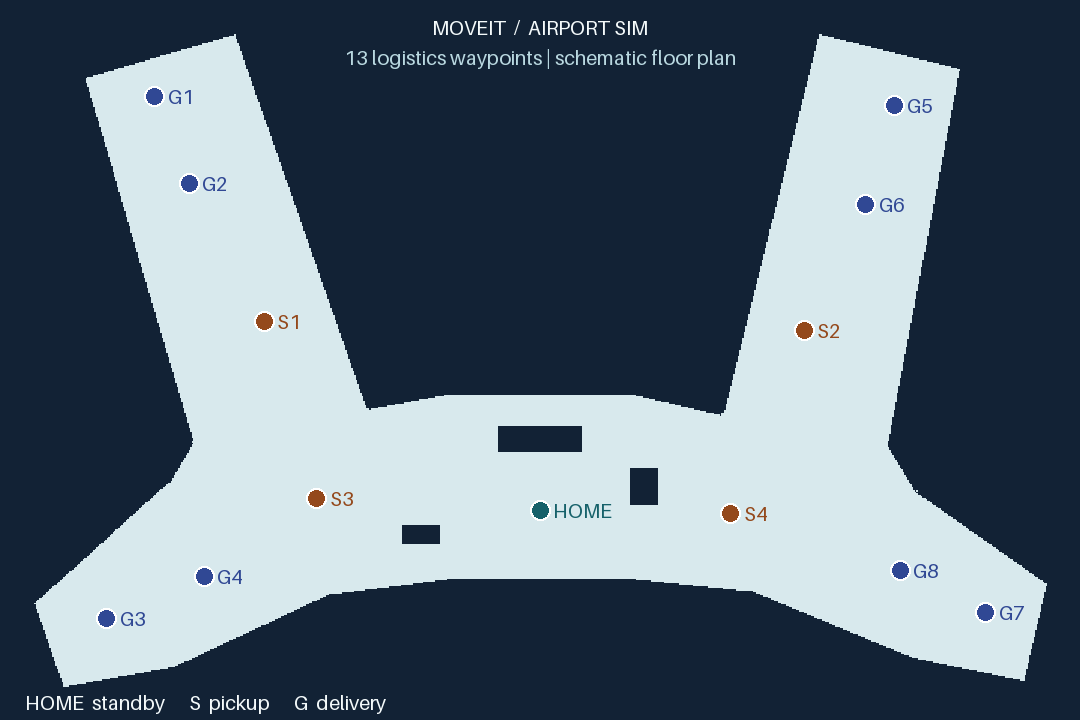 MOVEIT / AIRPORT SIM
13 logistics waypoints | schematic floor plan
G1
G5
G2
G6
S1
S2
S3
HOME
S4
G4
G8
G3
G7
HOME standby S pickup G delivery